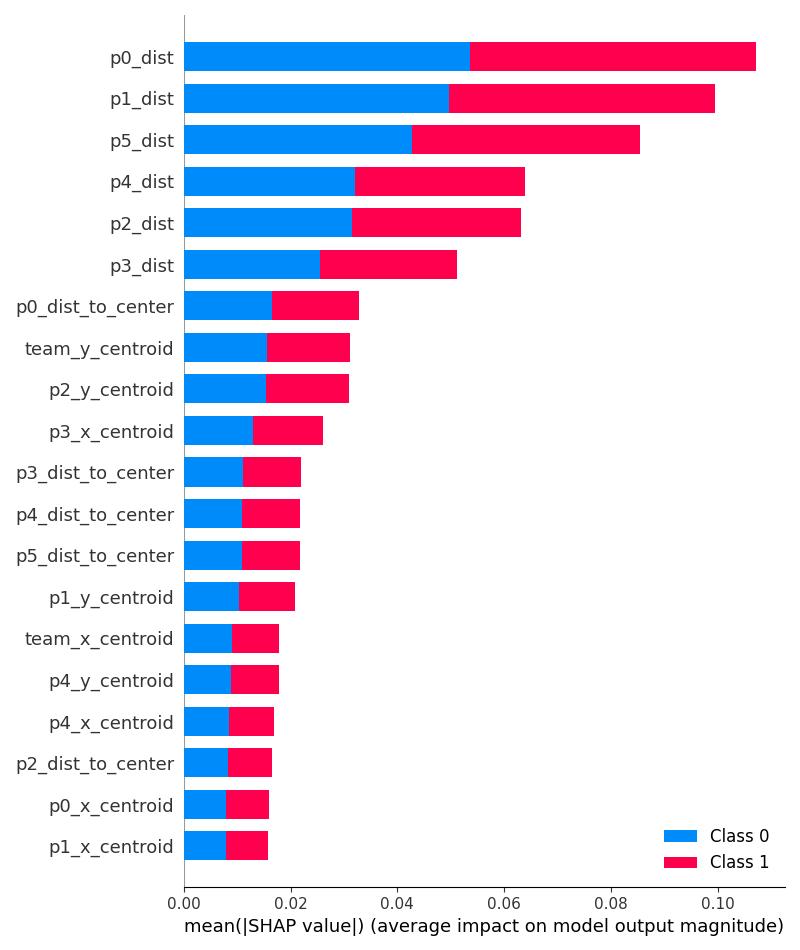 p0_dist
p1_dist
p5_dist
p4_dist
p2_dist
p3_dist
p0_dist_to_center
team_y_centroid
p2_y_centroid
p3_x_centroid
p3_dist_to_center
p4_dist_to_center
p5_dist_to_center
p1_y_centroid
team_x_centroid
p4_y_centroid
p4_x_centroid
p2_dist_to_center
p0_x_centroid
p1_x_centroid
Class 0
Class 1
0.00 0.02 0.04 0.06 0.08 0.10
mean(|SHAP value|) (average impact on model output magnitude)